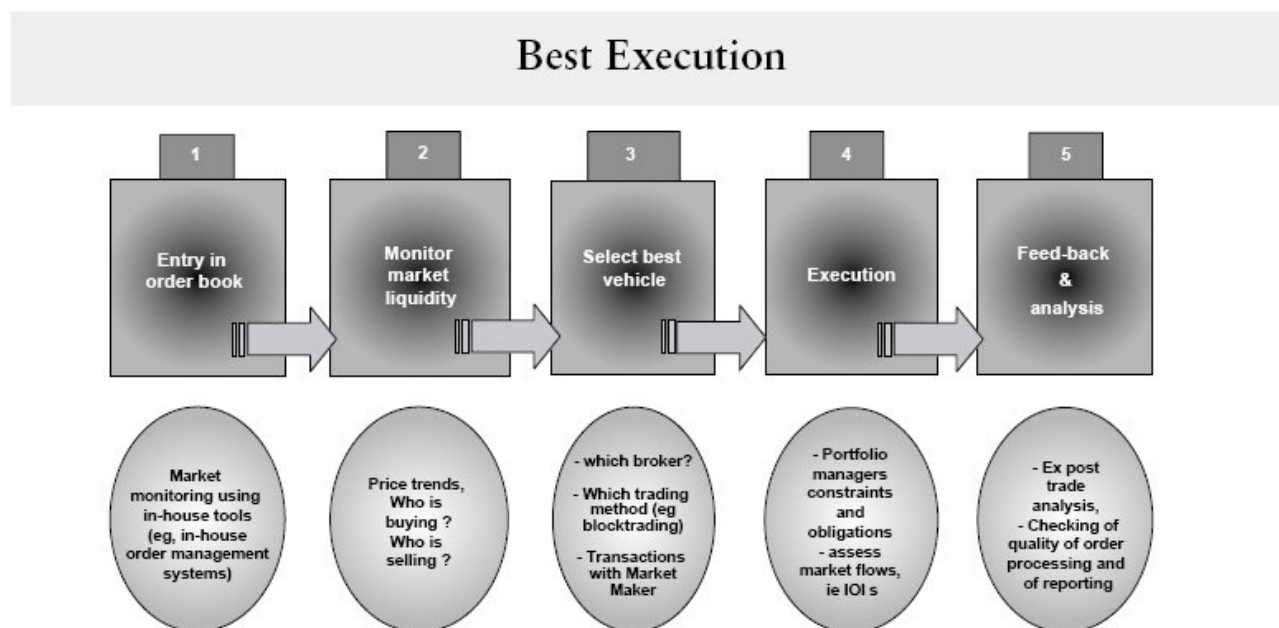 Best Execution
1
Entry in
order book
2
Monitor
market
liquidity
3
Select best
vehicle
4
Execution
5
Feed-back
&
analysis
Market
monitoring using
in-house tools
(eg, in-house
order management
systems)
Price trends,
Who is
buying ?
Who is
selling ?
- which broker?
- Which trading
method (eg
blocktrading)
- Transactions
with Market
Maker
- Portfolio
managers
constraints
and
obligations
- assess
market flows,
ie IOI s
- Ex post
trade
analysis,
- Checking of
quality of order
processing and
of reporting